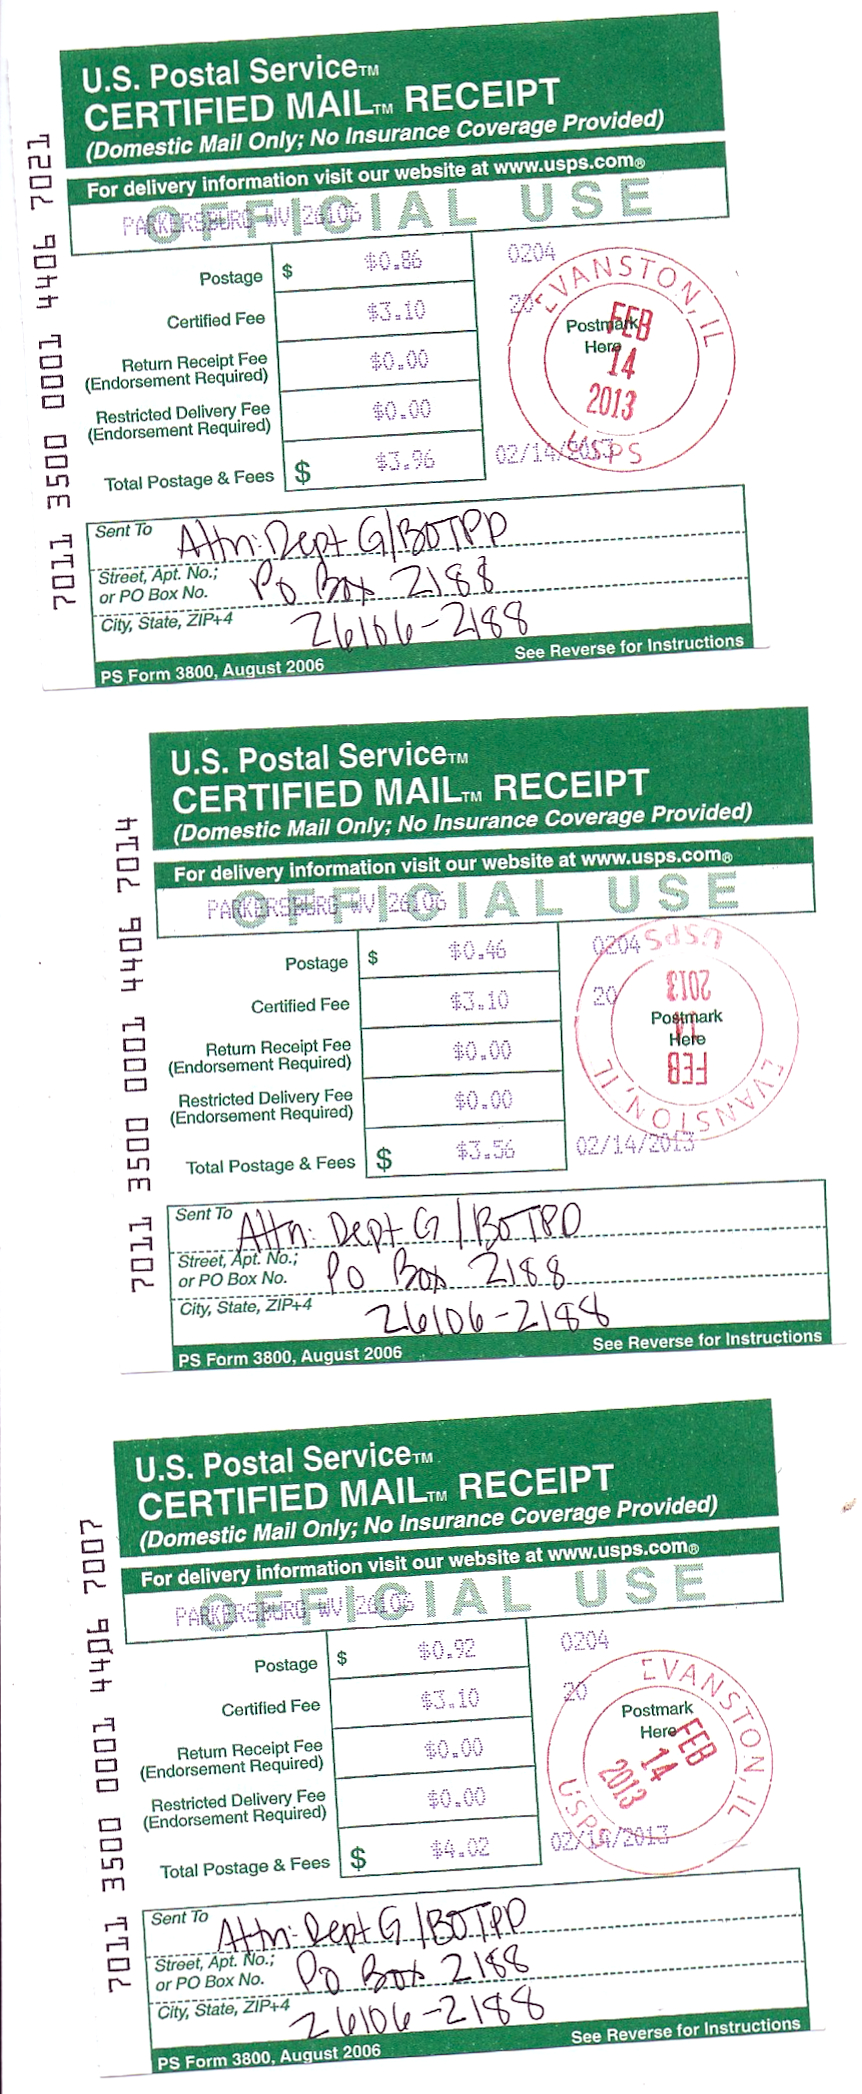 U.S. Postal Service™
CERTIFIED MAIL™ RECEIPT
(Domestic Mail Only; No Insurance Coverage Provided)
For delivery information visit our website at www.usps.com®
OFFICIAL USE
PARKERSBURG WV 26106
7011 3500 0001 4406 7021
Postage $ $0.86
0204
Certified Fee $3.10
20
Return Receipt Fee
(Endorsement Required) $0.00
Restricted Delivery Fee
(Endorsement Required) $0.00
Total Postage & Fees $ $3.96
02/14/2013
Postmark
Here
EVANSTON, IL
FEB
14
2013
USPS
Sent To Attn: Dept G/BOTPD
Street, Apt. No.;
or PO Box No. PO Box 2188
City, State, ZIP+4 26106-2188
PS Form 3800, August 2006 See Reverse for Instructions
U.S. Postal Service™
CERTIFIED MAIL™ RECEIPT
(Domestic Mail Only; No Insurance Coverage Provided)
For delivery information visit our website at www.usps.com®
OFFICIAL USE
PARKERSBURG WV 26106
7011 3500 0001 4406 7014
Postage $ $0.46
0204
Certified Fee $3.10
20
Return Receipt Fee
(Endorsement Required) $0.00
Restricted Delivery Fee
(Endorsement Required) $0.00
Total Postage & Fees $ $3.56
02/14/2013
Postmark
Here
EVANSTON, IL
FEB
14
2013
USPS
Sent To Attn: Dept G/BOTPD
Street, Apt. No.;
or PO Box No. PO Box 2188
City, State, ZIP+4 26106-2188
PS Form 3800, August 2006 See Reverse for Instructions
U.S. Postal Service™
CERTIFIED MAIL™ RECEIPT
(Domestic Mail Only; No Insurance Coverage Provided)
For delivery information visit our website at www.usps.com®
OFFICIAL USE
PARKERSBURG WV 26106
7011 3500 0001 4406 7007
Postage $ $0.92
0204
Certified Fee $3.10
20
Return Receipt Fee
(Endorsement Required) $0.00
Restricted Delivery Fee
(Endorsement Required) $0.00
Total Postage & Fees $ $4.02
02/14/2013
Postmark
Here
EVANSTON, IL
FEB
14
2013
USPS
Sent To Attn: Dept G/BOTPD
Street, Apt. No.;
or PO Box No. PO Box 2188
City, State, ZIP+4 26106-2188
PS Form 3800, August 2006 See Reverse for Instructions